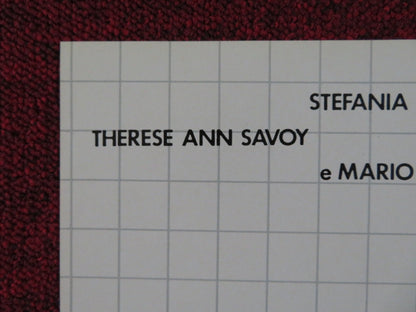 STEFANIA
THERESE ANN SAVOY
e MARIO